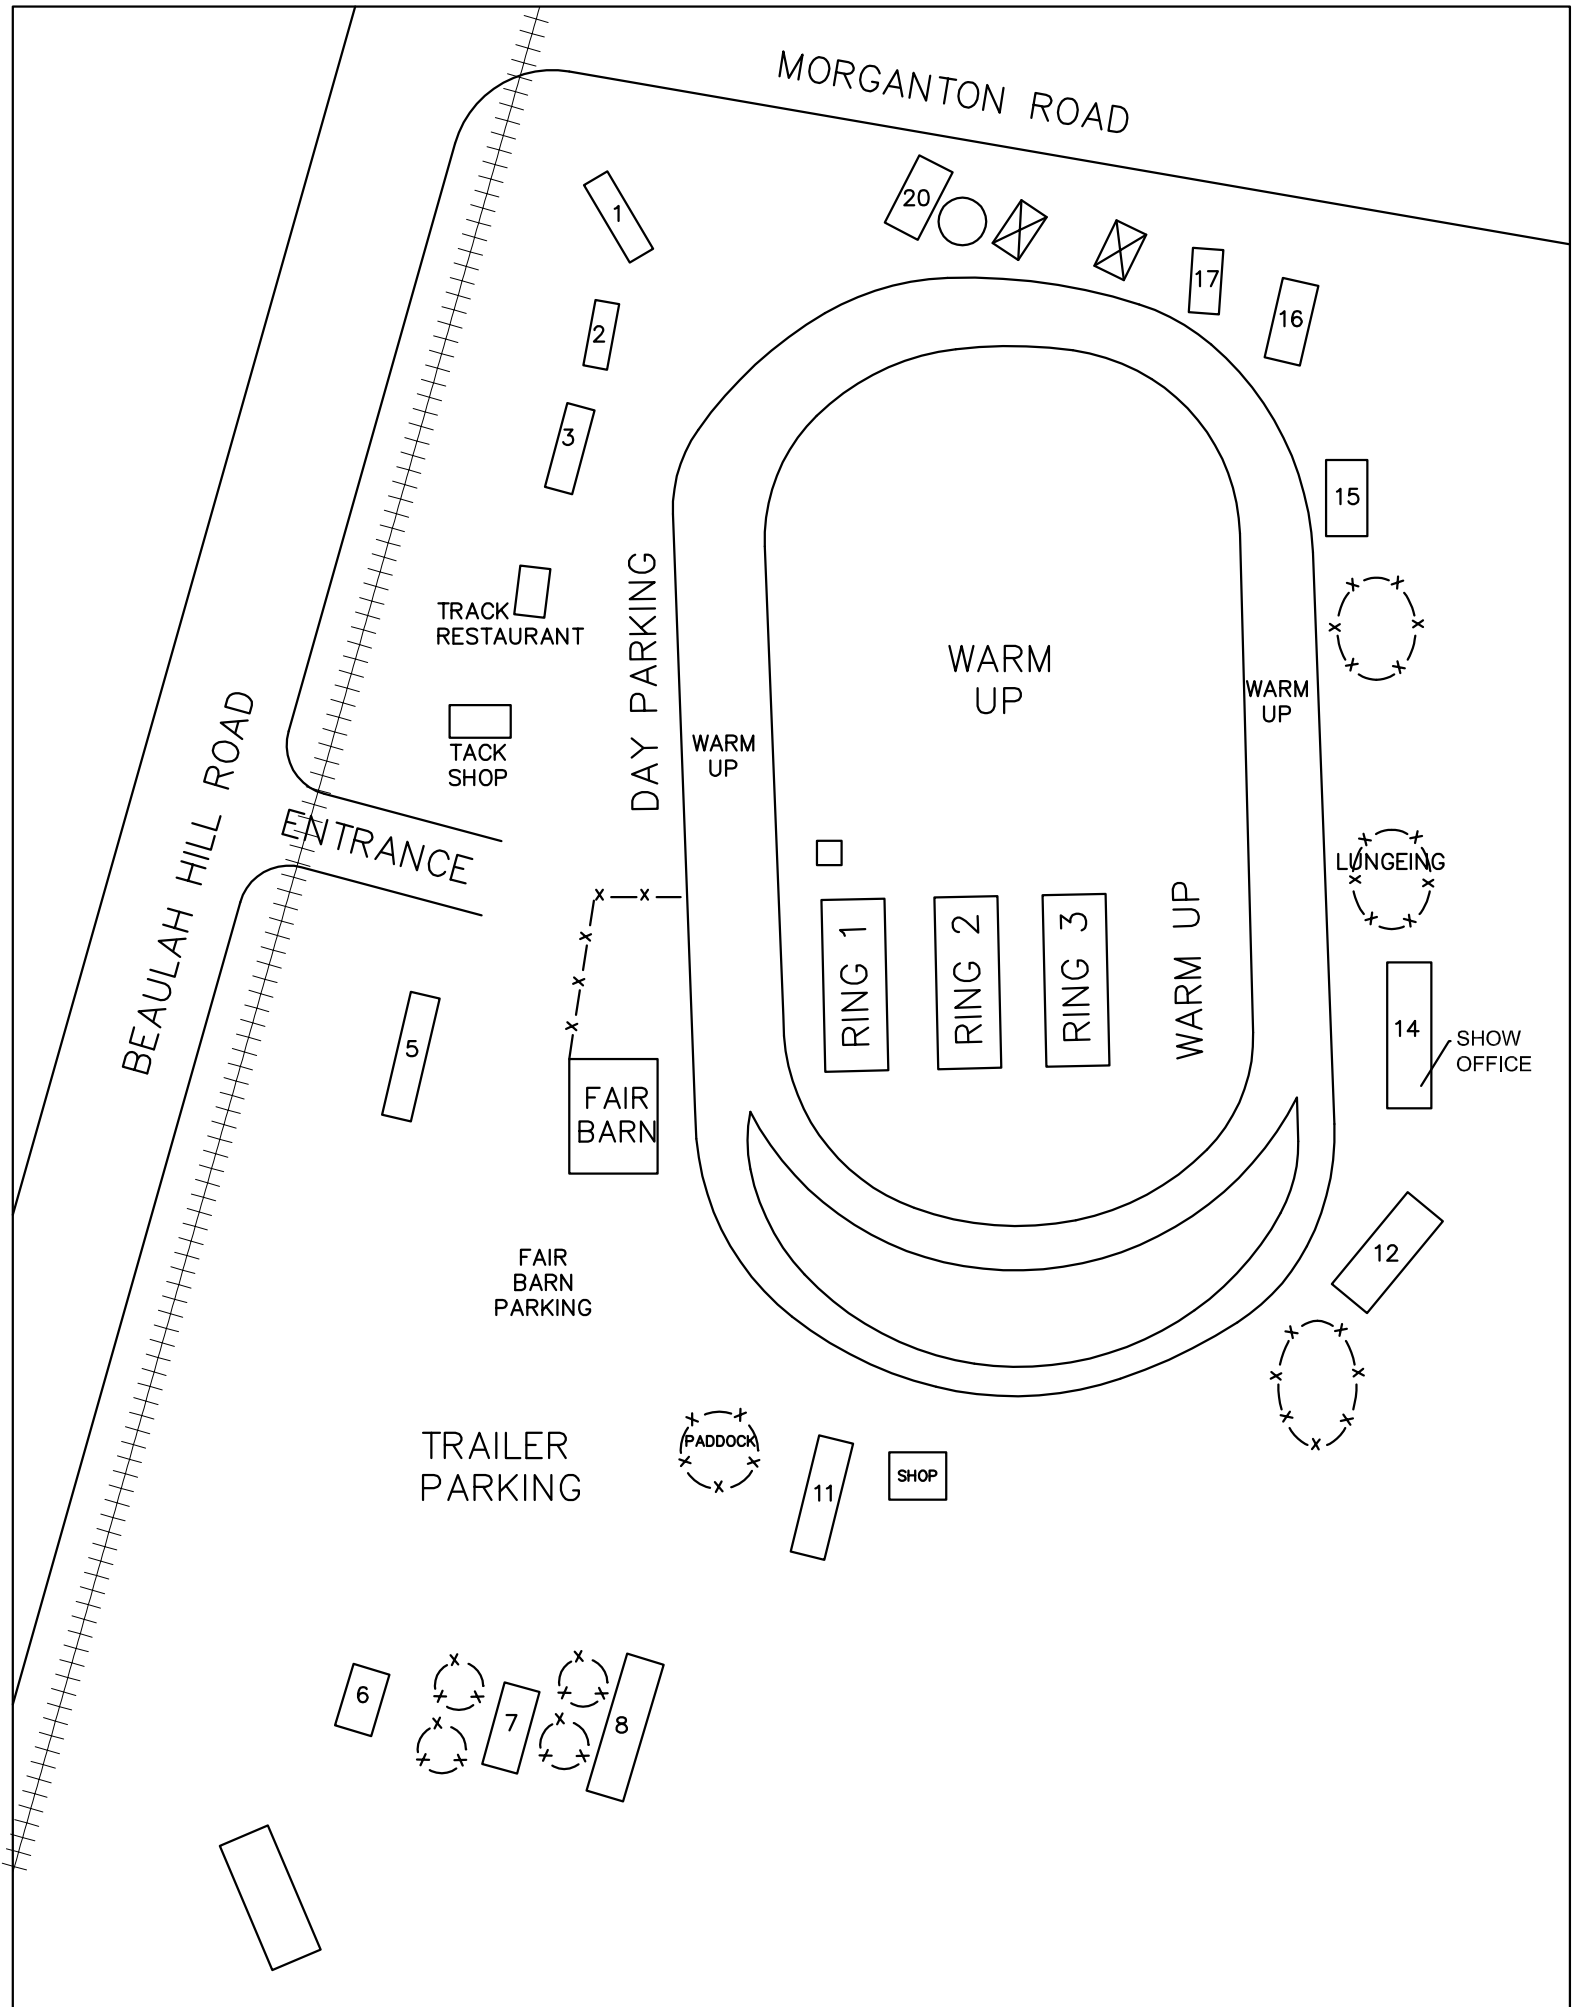 MORGANTON ROAD
1
20
17
16
2
3
15
TRACK
RESTAURANT
DAY PARKING
WARM
UP
WARM
UP
WARM
UP
TACK
SHOP
BEAULAH HILL ROAD
ENTRANCE
LUNGEING
RING 1
RING 2
RING 3
WARM UP
5
14
SHOW
OFFICE
FAIR
BARN
12
FAIR
BARN
PARKING
TRAILER
PARKING
PADDOCK
11
SHOP
6
7
8